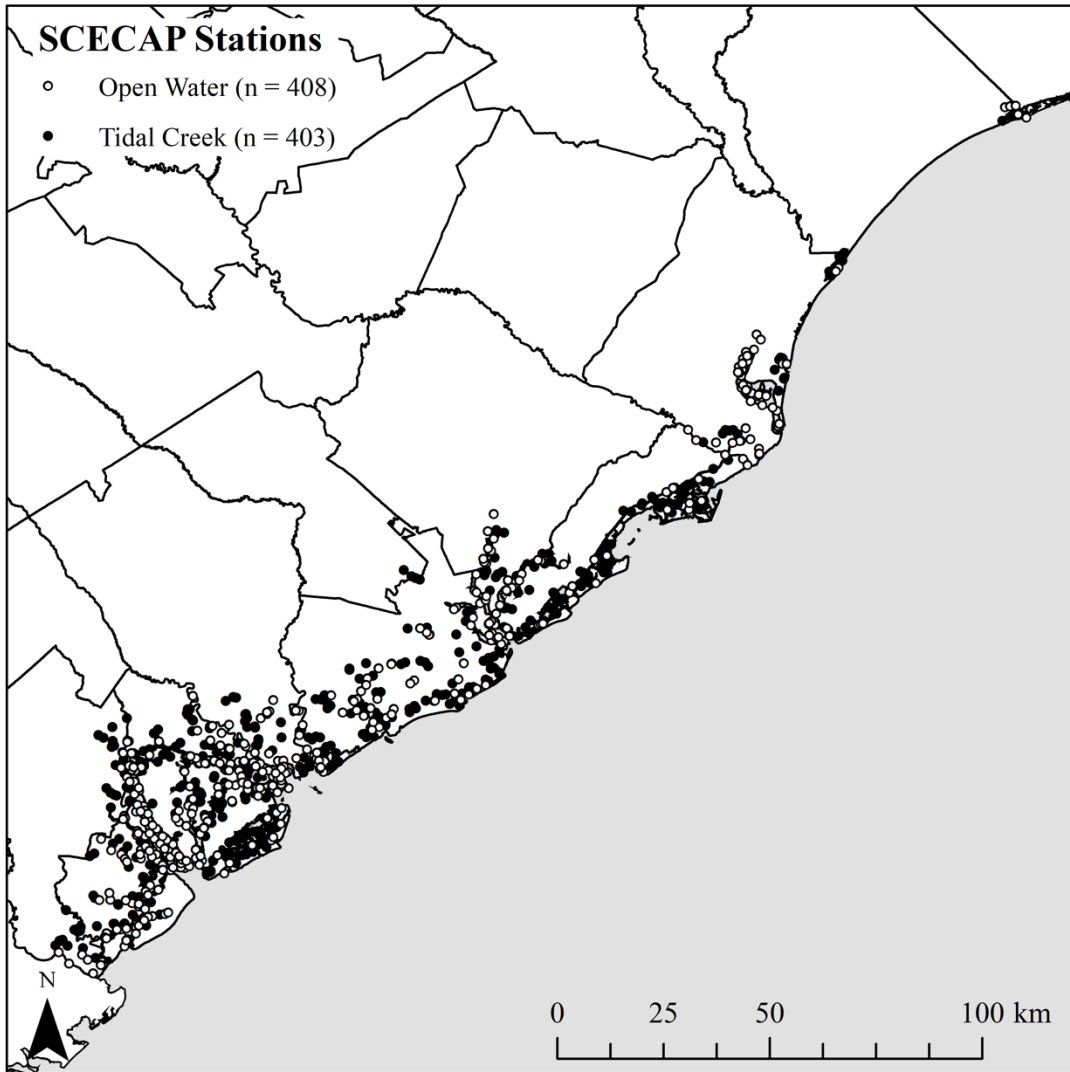 SCECAP Stations
Open Water (n = 408)
Tidal Creek (n = 403)
N
0 25 50 100 km